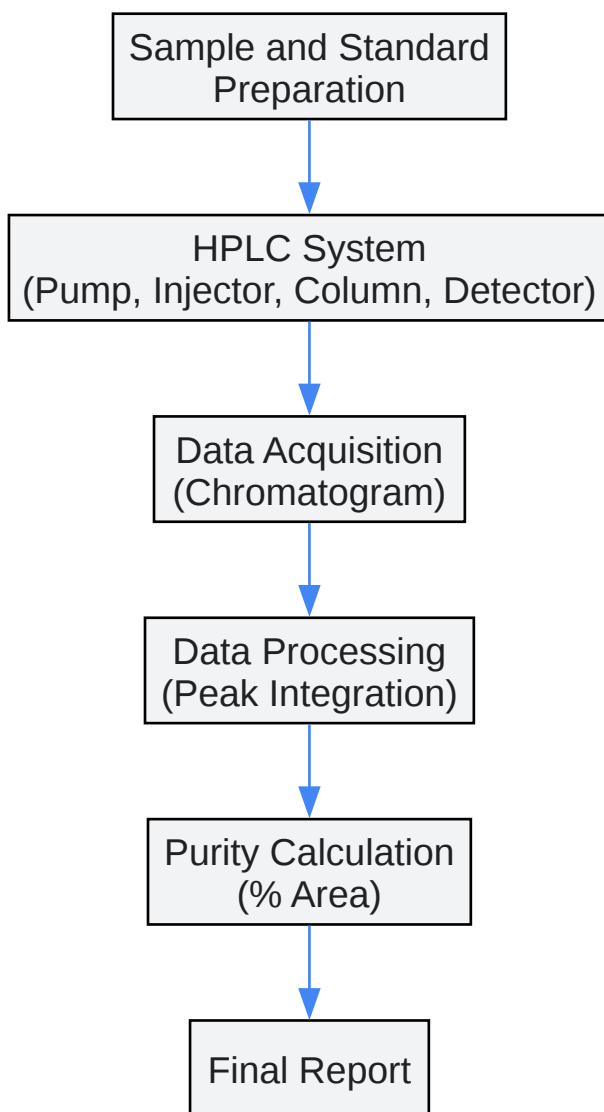 Sample and Standard
Preparation
HPLC System
(Pump, Injector, Column, Detector)
Data Acquisition
(Chromatogram)
Data Processing
(Peak Integration)
Purity Calculation
(% Area)
Final Report